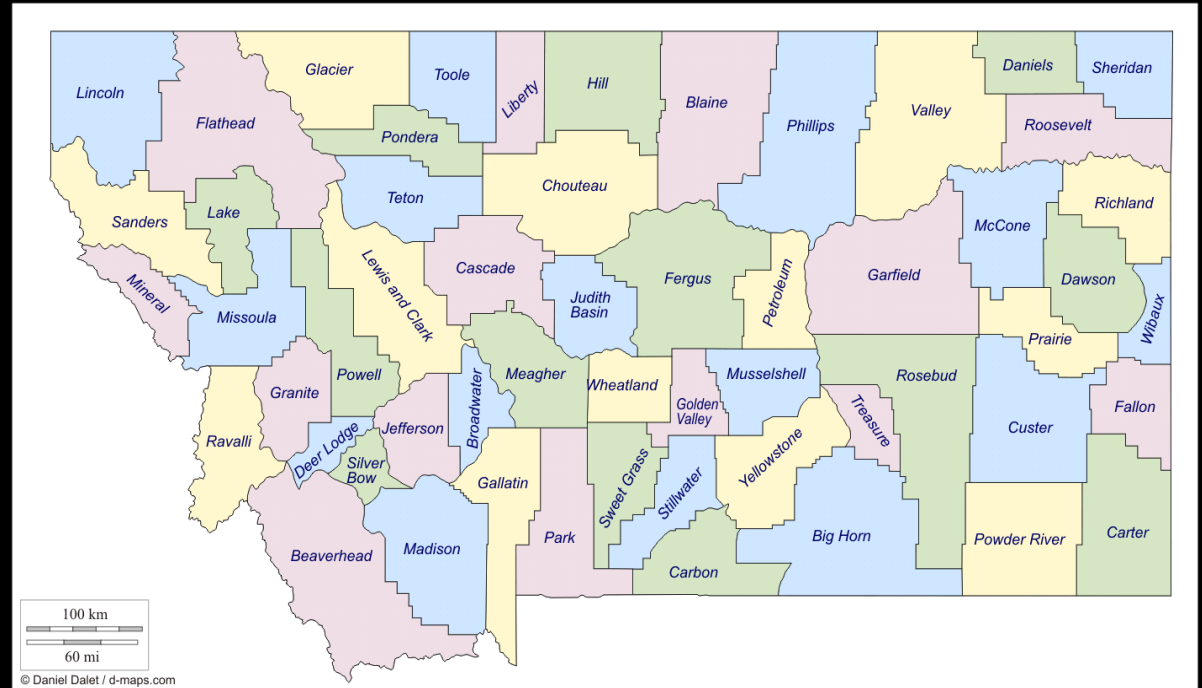 Lincoln
Flathead
Glacier
Toole
Liberty
Hill
Blaine
Phillips
Valley
Daniels
Sheridan
Roosevelt
Pondera
Teton
Chouteau
Sanders
Lake
McCone
Richland
Mineral
Missoula
Lewis and Clark
Cascade
Judith
Basin
Fergus
Petroleum
Garfield
Dawson
Wibaux
Prairie
Granite
Powell
Broadwater
Meagher
Wheatland
Golden
Valley
Musselshell
Rosebud
Treasure
Custer
Fallon
Ravalli
Deer Lodge
Silver
Bow
Jefferson
Gallatin
Sweet Grass
Stillwater
Yellowstone
Beaverhead
Madison
Park
Carbon
Big Horn
Powder River
Carter
100 km
60 mi
© Daniel Dalet / d-maps.com